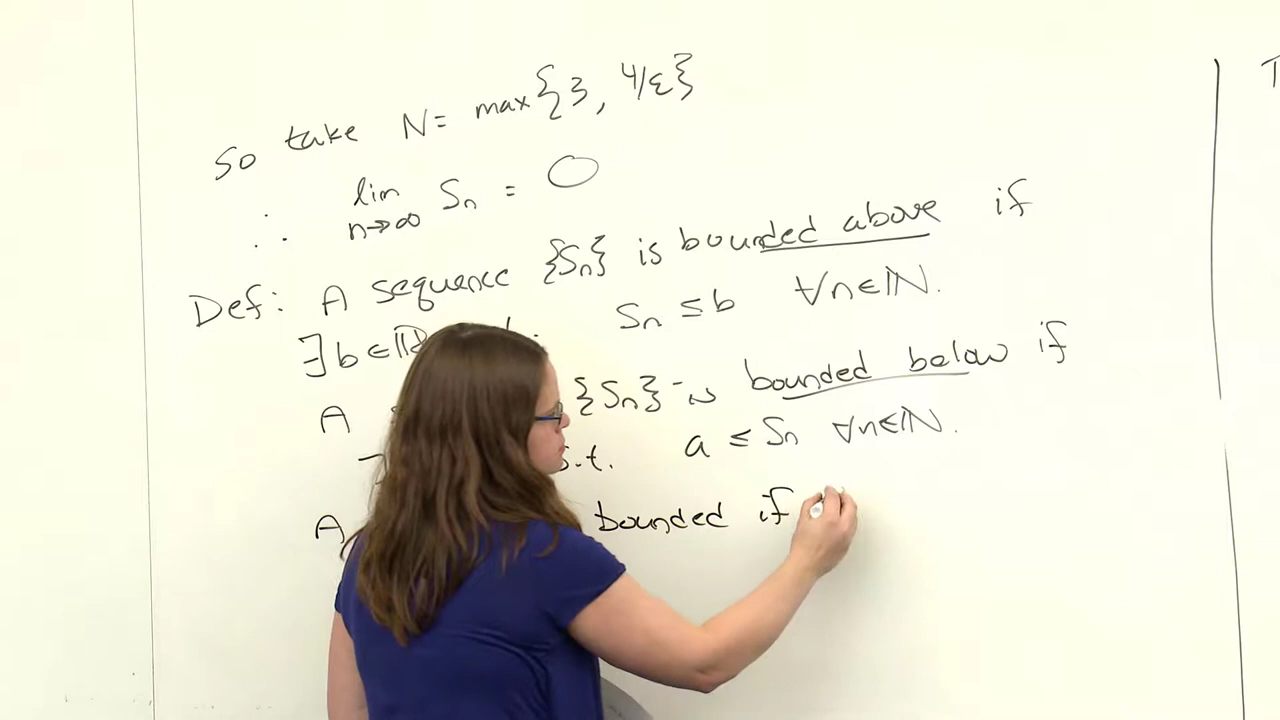 So take N = max{3, 4/ε}
∴ lim n→∞ Sn = 0
Def: A sequence {Sn} is bounded above if
∃ b ∈ ℝ Sn ≤ b ∀n∈ℕ.
A {Sn} is bounded below if
s.t. a ≤ Sn ∀n∈ℕ.
A bounded if